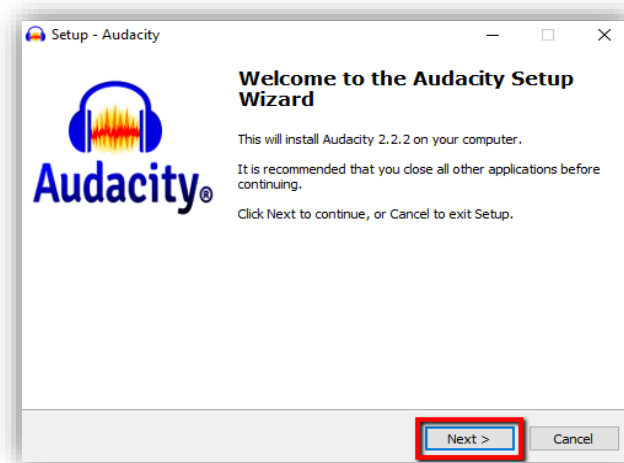 Setup - Audacity
Welcome to the Audacity Setup
Wizard
This will install Audacity 2.2.2 on your computer.
It is recommended that you close all other applications before
continuing.
Click Next to continue, or Cancel to exit Setup.
Audacity®
Next >
Cancel